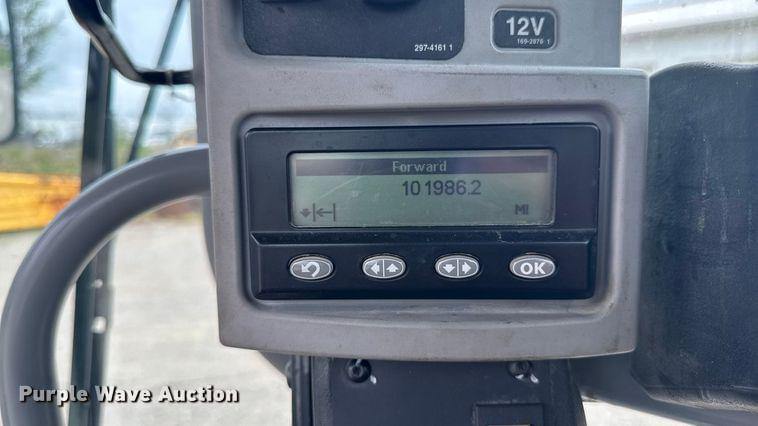 12V
169-2876 1
297-4161 1
Forward
101986.2
MI
OK
Purple Wave Auction